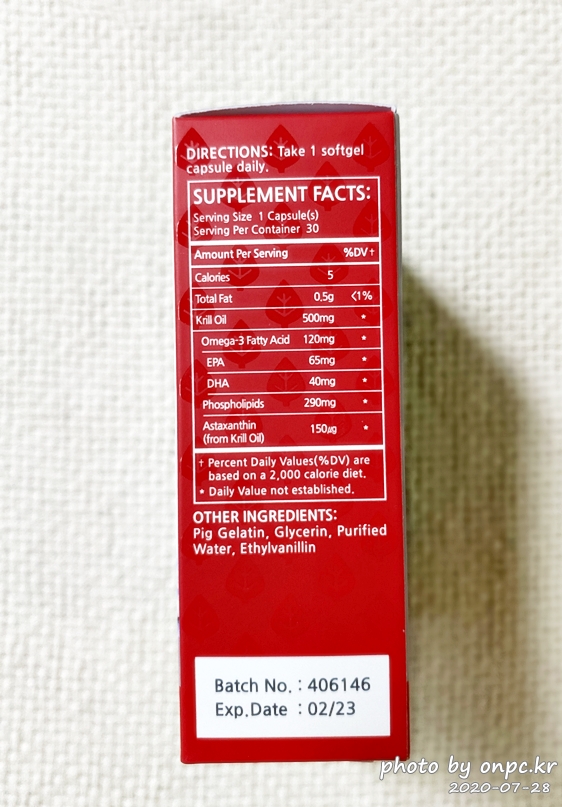 DIRECTIONS: Take 1 softgel
capsule daily.
SUPPLEMENT FACTS:
Serving Size 1 Capsule(s)
Serving Per Container 30
Amount Per Serving %DV†
Calories 5
Total Fat 0.5g <1%
Krill Oil 500mg *
Omega-3 Fatty Acid 120mg *
EPA 65mg *
DHA 40mg *
Phospholipids 290mg *
Astaxanthin
(from Krill Oil) 150㎍ *
† Percent Daily Values(%DV) are
based on a 2,000 calorie diet.
* Daily Value not established.
OTHER INGREDIENTS:
Pig Gelatin, Glycerin, Purified
Water, Ethylvanillin
Batch No. : 406146
Exp.Date : 02/23
photo by onpc.kr
2020-07-28